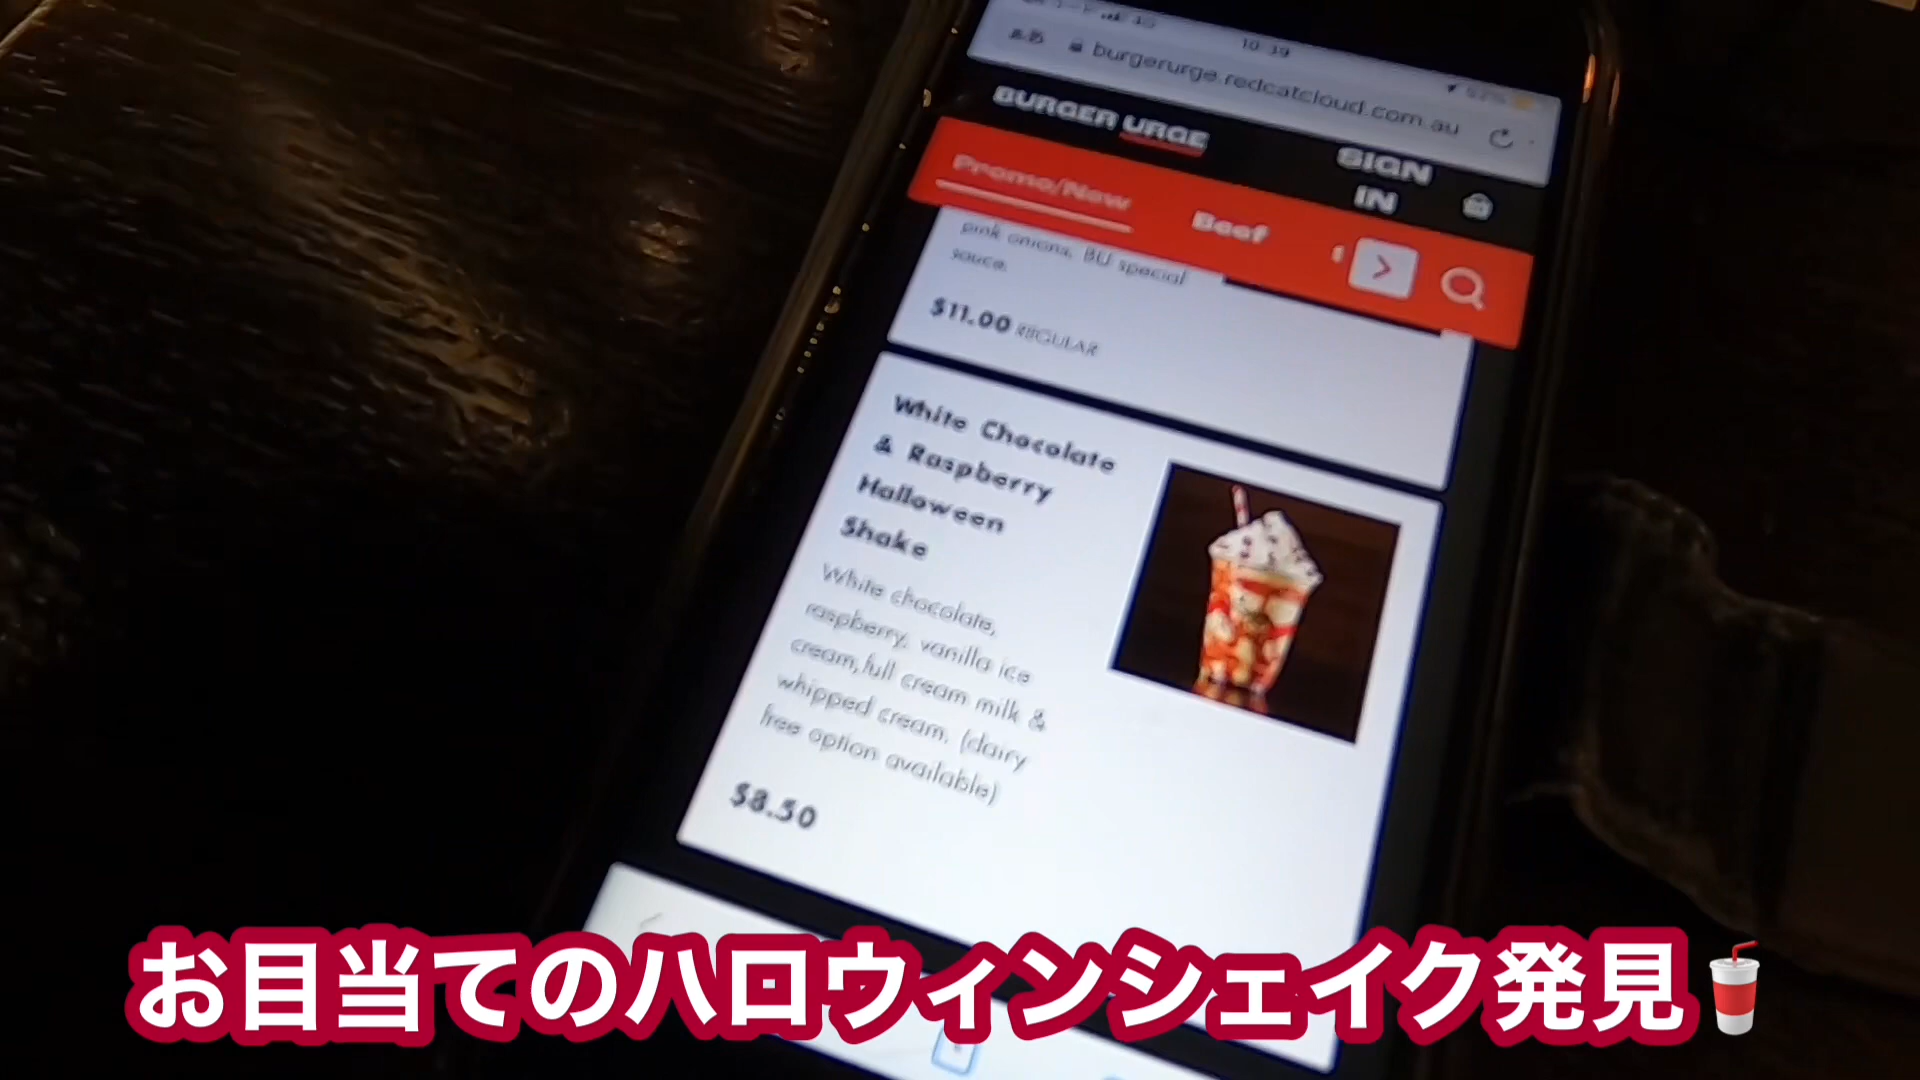 10:39
burgerurge.redcatcloud.com.au
BURGER URGE
SIGN
IN
Promo/New
Beef
pink onions, BU special
sauce.
$11.00 REGULAR
White Chocolate
& Raspberry
Halloween
Shake
White chocolate,
raspberry, vanilla ice
cream,full cream milk &
whipped cream. (dairy
free option available)
$8.50
お目当てのハロウィンシェイク発見